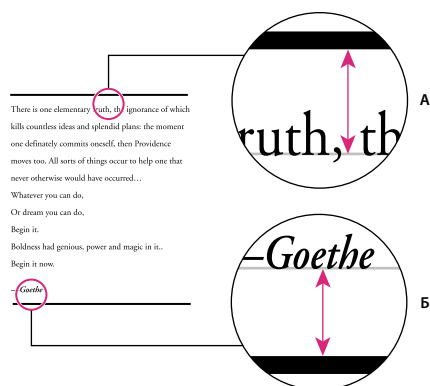 There is one elementary truth, the ignorance of which
kills countless ideas and splendid plans: the moment
one definately commits oneself, then Providence
moves too. All sorts of things occur to help one that
never otherwise would have occurred…
Whatever you can do,
Or dream you can do,
Begin it.
Boldness had genious, power and magic in it..
Begin it now.
–Goethe
ruth, th
А
–Goethe
Б